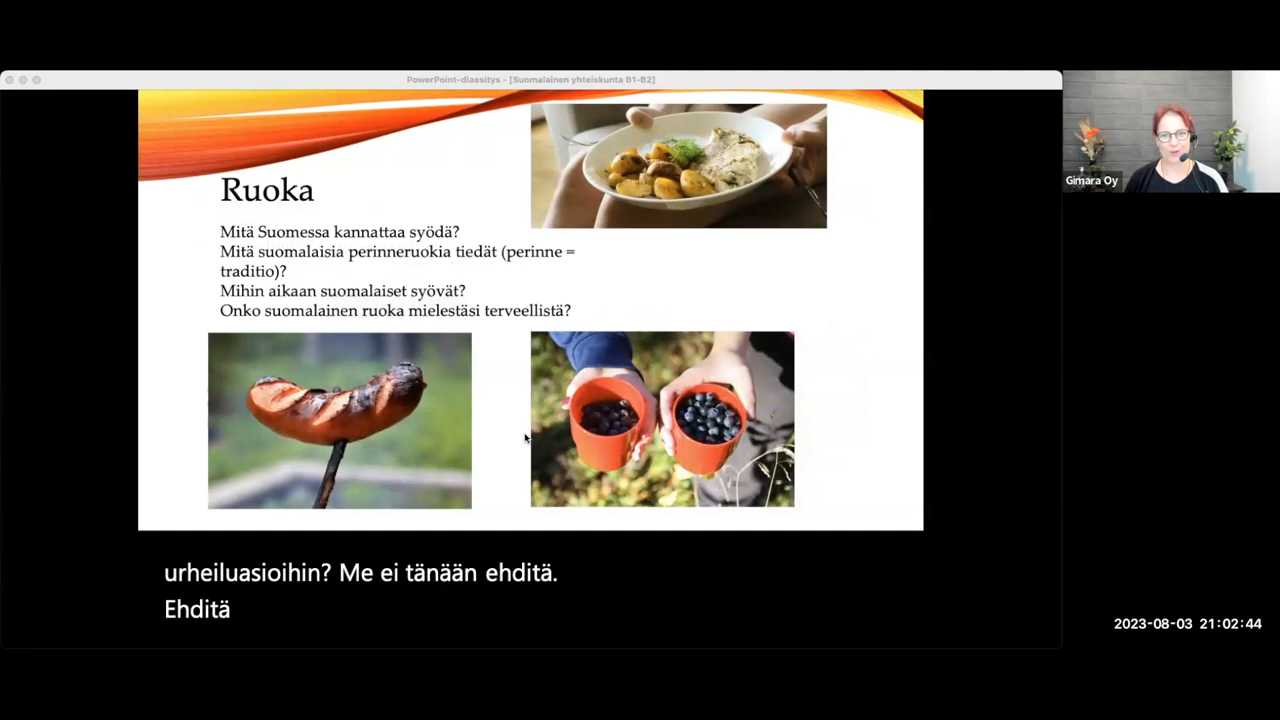 PowerPoint-diaesitys - [Suomalainen yhteiskunta B1-B2]
Gimara Oy
Ruoka
Mitä Suomessa kannattaa syödä?
Mitä suomalaisia perinneruokia tiedät (perinne =
traditio)?
Mihin aikaan suomalaiset syövät?
Onko suomalainen ruoka mielestäsi terveellistä?
urheiluasioihin? Me ei tänään ehditä.
Ehditä
2023-08-03 21:02:44